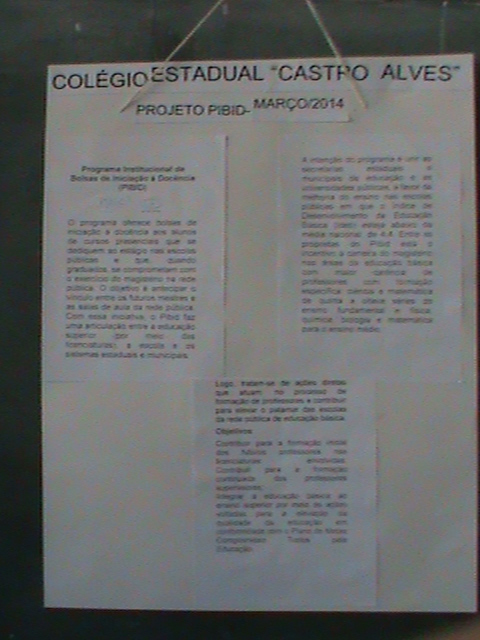 COLÉGIO ESTADUAL "CASTRO ALVES"
PROJETO PIBID- MARÇO/2014
Programa Institucional de
Bolsas de Iniciação à Docência
(PIBID)
O programa oferece bolsas de
iniciação à docência aos alunos
de cursos presenciais que se
dediquem ao estágio nas escolas
públicas e que, quando
graduados, se comprometam com
o exercício do magistério na rede
pública. O objetivo é antecipar o
vínculo entre os futuros mestres e
as salas de aula da rede pública.
Com essa iniciativa, o Pibid faz
uma articulação entre a educação
superior (por meio das
licenciaturas), a escola e os
sistemas estaduais e municipais.
A intenção do programa é unir as
secretarias estaduais e
municipais de educação e as
universidades públicas, a favor da
melhoria do ensino nas escolas
públicas em que o Índice de
Desenvolvimento da Educação
Básica (Ideb) esteja abaixo da
média nacional, de 4,4. Entre as
propostas do Pibid está o
incentivo à carreira do magistério
nas áreas da educação básica
com maior carência de
professores com formação
específica: ciência e matemática
de quinta a oitava séries do
ensino fundamental e física,
química, biologia e matemática
para o ensino médio.
Logo, tratam-se de ações diretas
que atuam no processo de
formação de professores e contribuir
para elevar o patamar das escolas
da rede pública de educação básica.
Objetivos
Contribuir para a formação inicial
dos futuros professores nas
licenciaturas envolvidas.
Contribuir para a formação
continuada dos professores
supervisores;
Integrar a educação básica ao
ensino superior por meio de ações
voltadas para a elevação da
qualidade da educação em
conformidade com o Plano de Metas
Compromisso Todos pela
Educação.